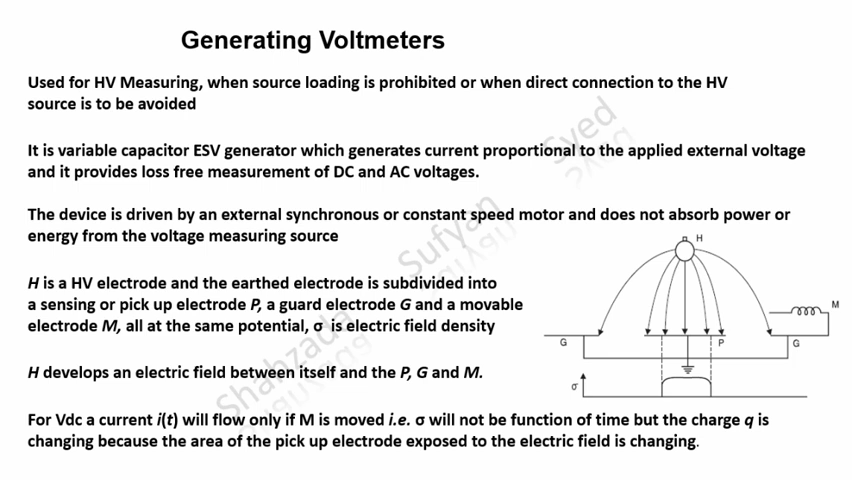 Generating Voltmeters
Used for HV Measuring, when source loading is prohibited or when direct connection to the HV
source is to be avoided
It is variable capacitor ESV generator which generates current proportional to the applied external voltage
and it provides loss free measurement of DC and AC voltages.
The device is driven by an external synchronous or constant speed motor and does not absorb power or
energy from the voltage measuring source
H is a HV electrode and the earthed electrode is subdivided into
a sensing or pick up electrode P, a guard electrode G and a movable
electrode M, all at the same potential, σ is electric field density
H develops an electric field between itself and the P, G and M.
For Vdc a current i(t) will flow only if M is moved i.e. σ will not be function of time but the charge q is
changing because the area of the pick up electrode exposed to the electric field is changing.
H
M
G
P
G
σ
Syed
Sufyan
Shahzada